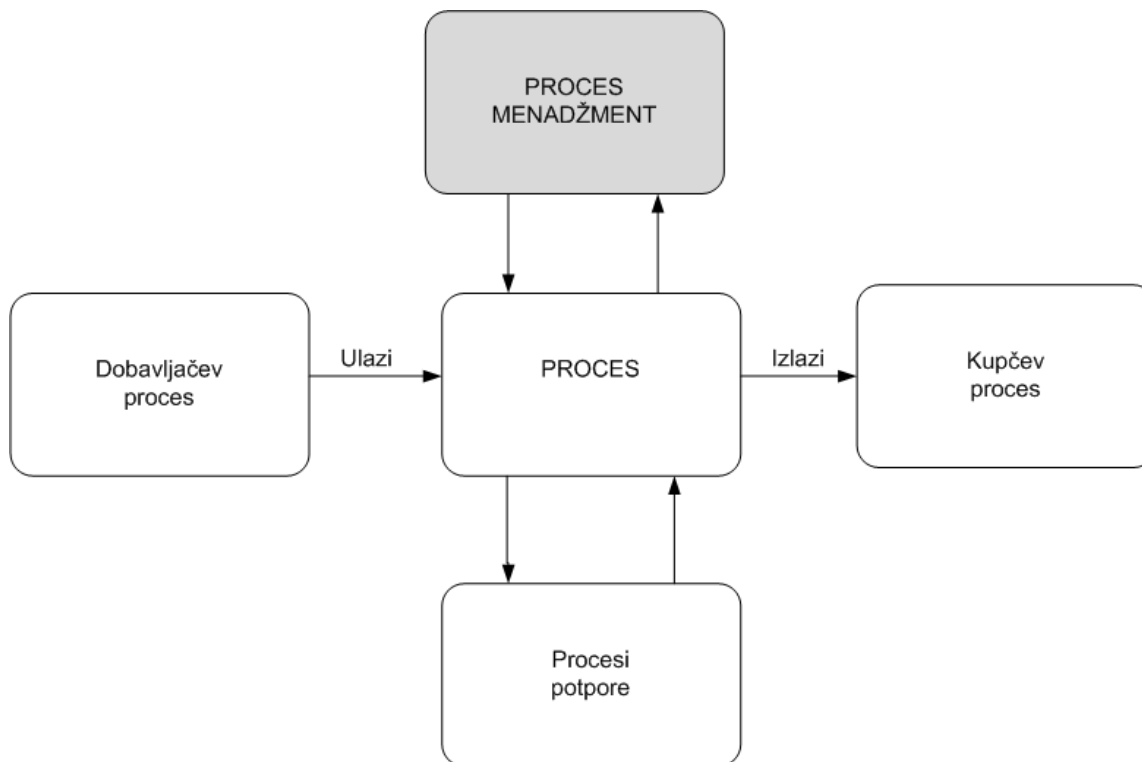 PROCES
MENADŽMENT
Dobavljačev
proces
Ulazi
PROCES
Izlazi
Kupčev
proces
Procesi
potpore